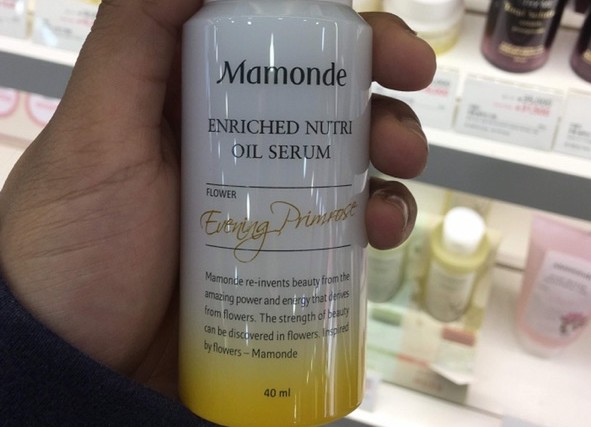 Mamonde
ENRICHED NUTRI
OIL SERUM
FLOWER
Evening Primrose
Mamonde re-invents beauty from the
amazing power and energy that derives
from flowers. The strength of beauty
can be discovered in flowers. Inspired
by flowers – Mamonde
40 ml